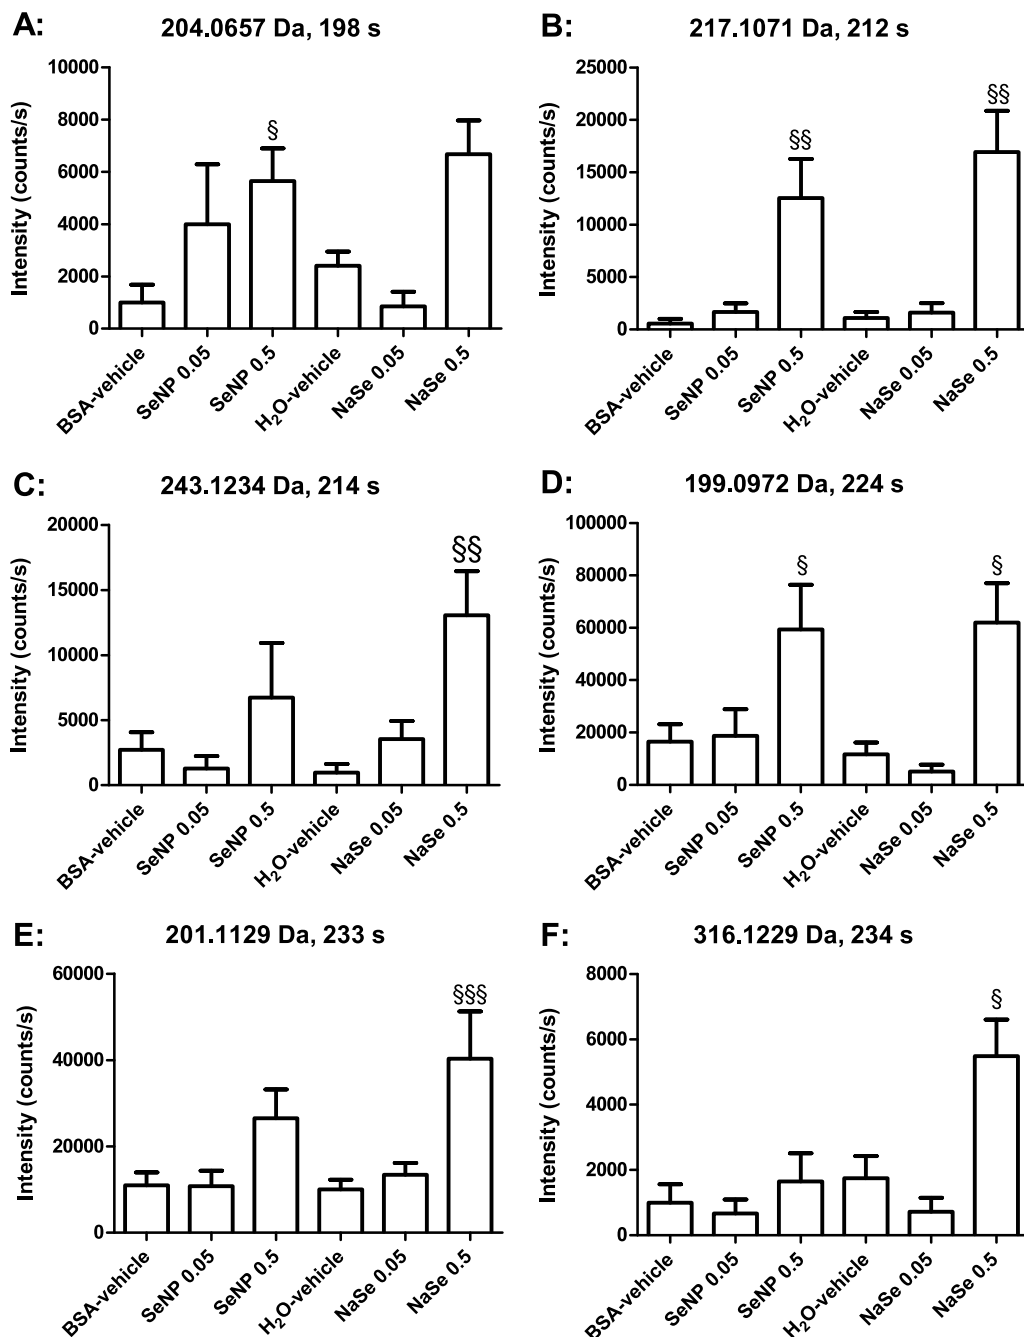 A:
204.0657 Da, 198 s
Intensity (counts/s)
10000
8000
6000
4000
2000
0
§
BSA-vehicle
SeNP 0.05
SeNP 0.5
H₂O-vehicle
NaSe 0.05
NaSe 0.5
B:
217.1071 Da, 212 s
Intensity (counts/s)
25000
20000
15000
10000
5000
0
§§
§§
BSA-vehicle
SeNP 0.05
SeNP 0.5
H₂O-vehicle
NaSe 0.05
NaSe 0.5
C:
243.1234 Da, 214 s
Intensity (counts/s)
20000
15000
10000
5000
0
§§
BSA-vehicle
SeNP 0.05
SeNP 0.5
H₂O-vehicle
NaSe 0.05
NaSe 0.5
D:
199.0972 Da, 224 s
Intensity (counts/s)
100000
80000
60000
40000
20000
0
§
§
BSA-vehicle
SeNP 0.05
SeNP 0.5
H₂O-vehicle
NaSe 0.05
NaSe 0.5
E:
201.1129 Da, 233 s
Intensity (counts/s)
60000
40000
20000
0
§§§
BSA-vehicle
SeNP 0.05
SeNP 0.5
H₂O-vehicle
NaSe 0.05
NaSe 0.5
F:
316.1229 Da, 234 s
Intensity (counts/s)
8000
6000
4000
2000
0
§
BSA-vehicle
SeNP 0.05
SeNP 0.5
H₂O-vehicle
NaSe 0.05
NaSe 0.5